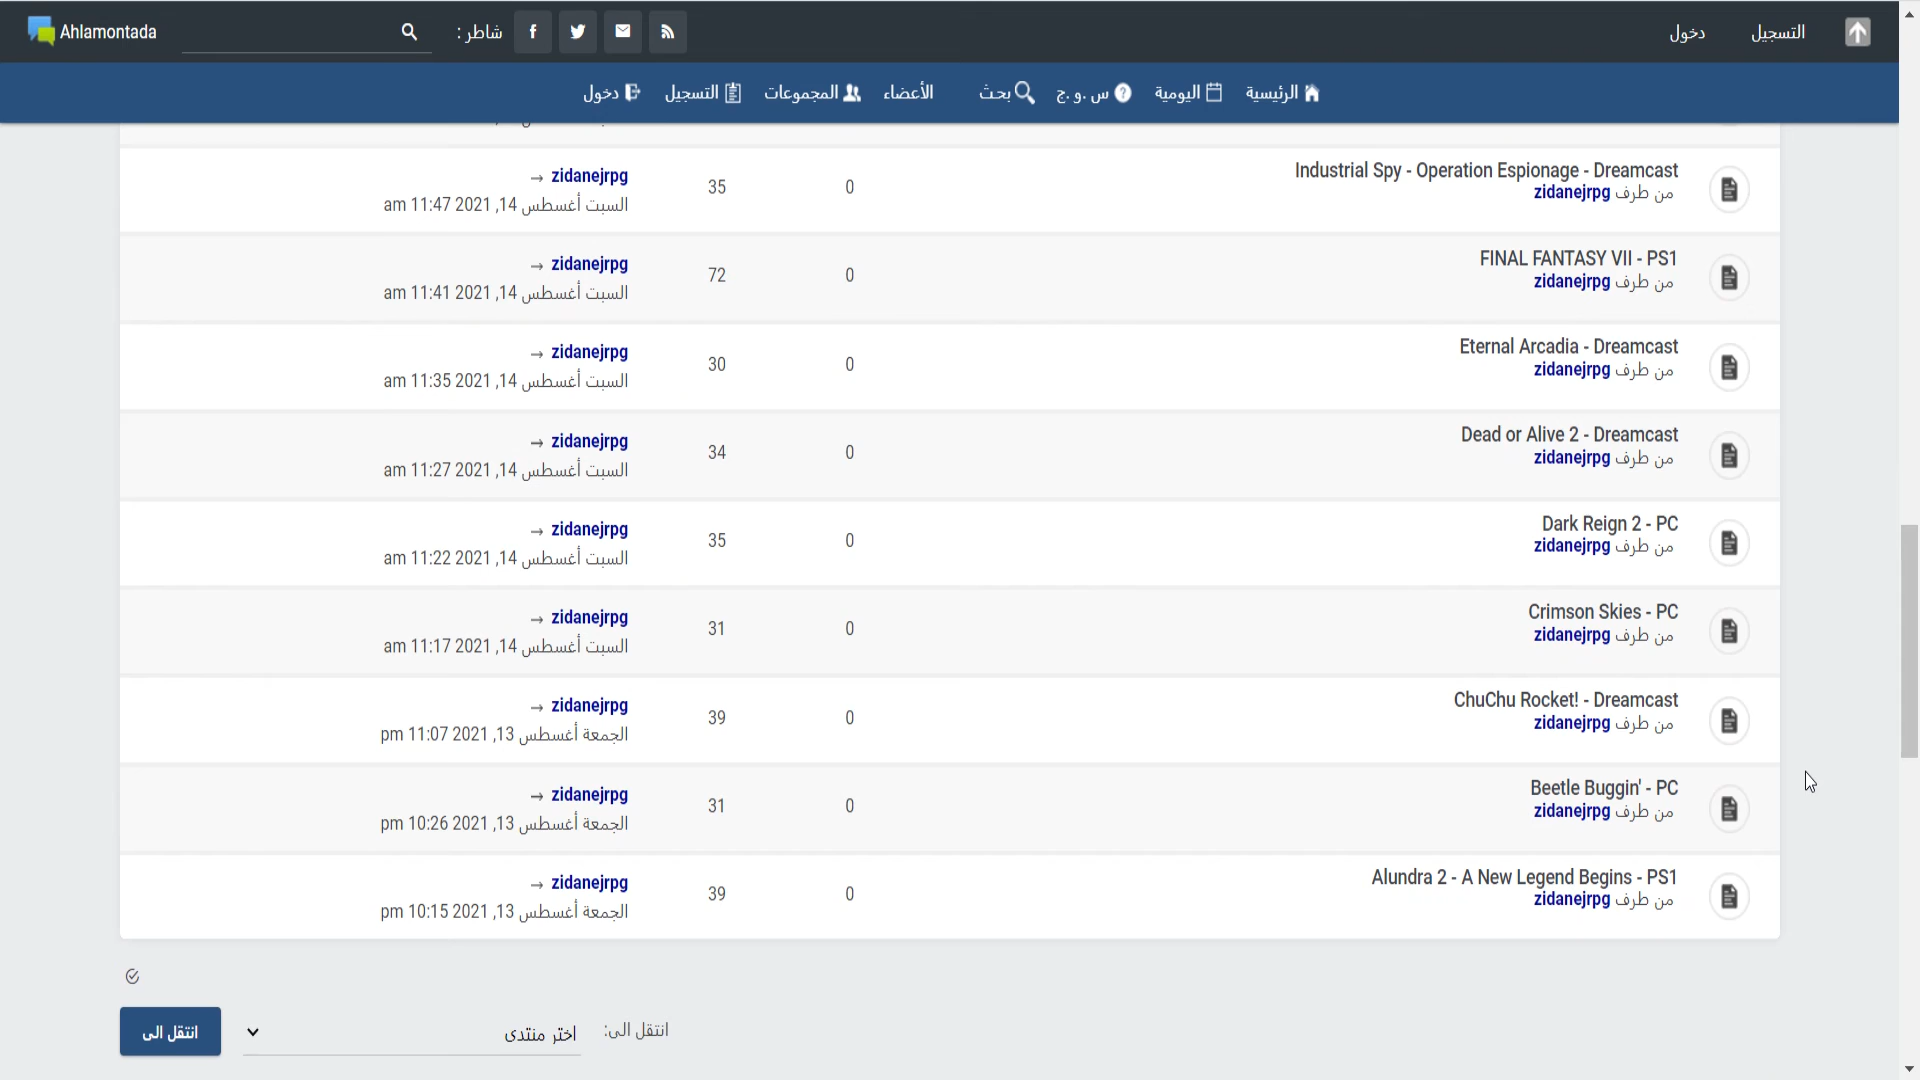 Ahlamontada
شاطر :
دخول
التسجيل
الرئيسية
اليومية
س .و .ج
بحث
الأعضاء
المجموعات
التسجيل
دخول
Industrial Spy - Operation Espionage - Dreamcast
من طرف zidanejrpg
0
35
zidanejrpg →
السبت أغسطس 14, 2021 11:47 am
FINAL FANTASY VII - PS1
من طرف zidanejrpg
0
72
zidanejrpg →
السبت أغسطس 14, 2021 11:41 am
Eternal Arcadia - Dreamcast
من طرف zidanejrpg
0
30
zidanejrpg →
السبت أغسطس 14, 2021 11:35 am
Dead or Alive 2 - Dreamcast
من طرف zidanejrpg
0
34
zidanejrpg →
السبت أغسطس 14, 2021 11:27 am
Dark Reign 2 - PC
من طرف zidanejrpg
0
35
zidanejrpg →
السبت أغسطس 14, 2021 11:22 am
Crimson Skies - PC
من طرف zidanejrpg
0
31
zidanejrpg →
السبت أغسطس 14, 2021 11:17 am
ChuChu Rocket! - Dreamcast
من طرف zidanejrpg
0
39
zidanejrpg →
الجمعة أغسطس 13, 2021 11:07 pm
Beetle Buggin' - PC
من طرف zidanejrpg
0
31
zidanejrpg →
الجمعة أغسطس 13, 2021 10:26 pm
Alundra 2 - A New Legend Begins - PS1
من طرف zidanejrpg
0
39
zidanejrpg →
الجمعة أغسطس 13, 2021 10:15 pm
انتقل الى:
اختر منتدى
انتقل الى